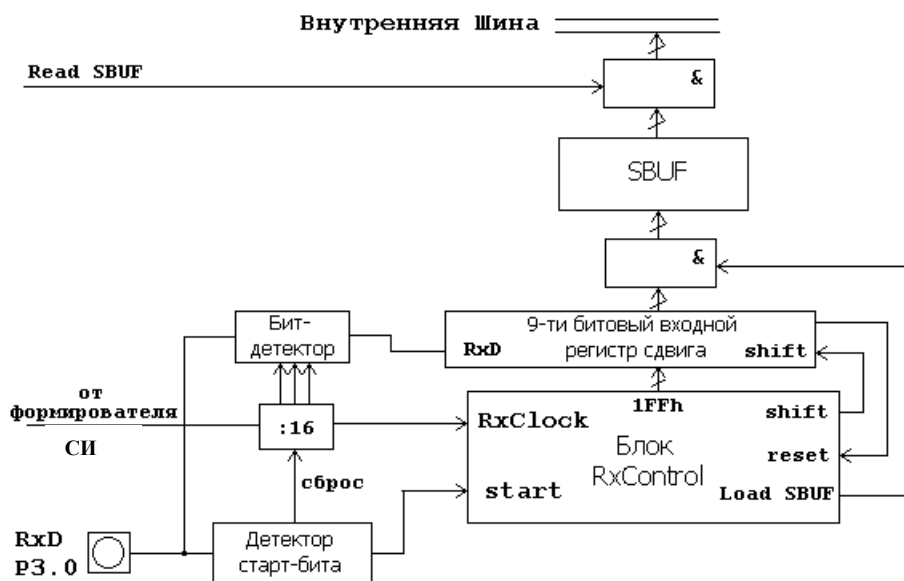 Внутренняя Шина
Read SBUF
&
SBUF
&
Бит-
детектор
9-ти битовый входной
регистр сдвига
RxD
shift
от
формирователя
СИ
:16
1FFh
RxClock
shift
Блок
RxControl
reset
сброс
start
Load SBUF
RxD
P3.0
Детектор
старт-бита